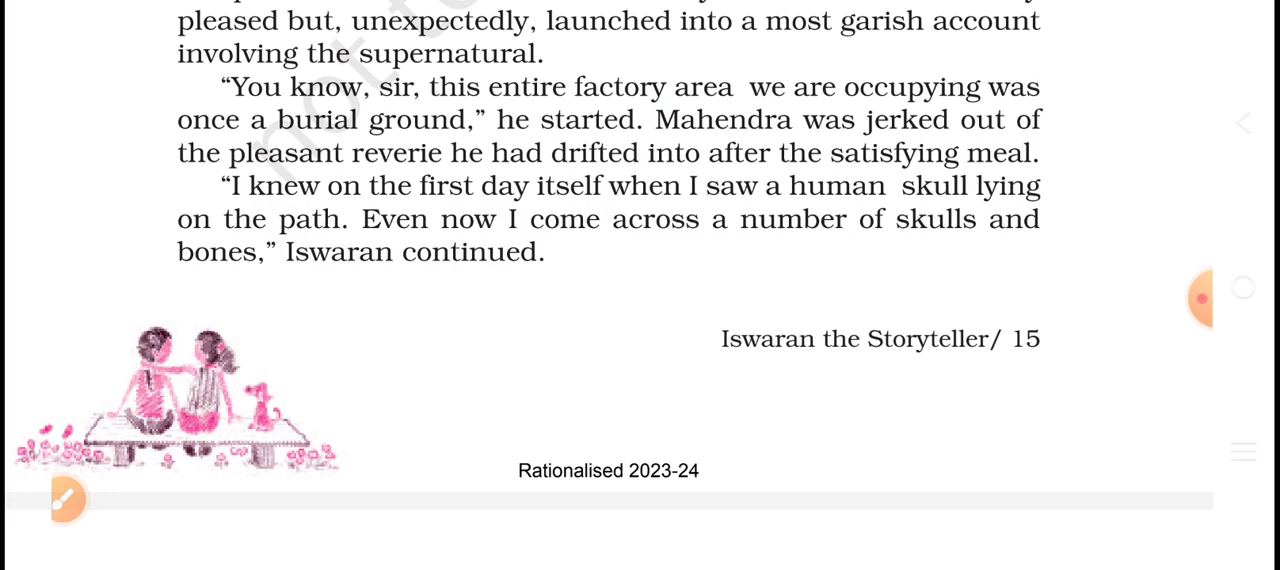 pleased but, unexpectedly, launched into a most garish account
involving the supernatural.
“You know, sir, this entire factory area we are occupying was
once a burial ground,” he started. Mahendra was jerked out of
the pleasant reverie he had drifted into after the satisfying meal.
“I knew on the first day itself when I saw a human skull lying
on the path. Even now I come across a number of skulls and
bones,” Iswaran continued.
Iswaran the Storyteller/ 15
Rationalised 2023-24